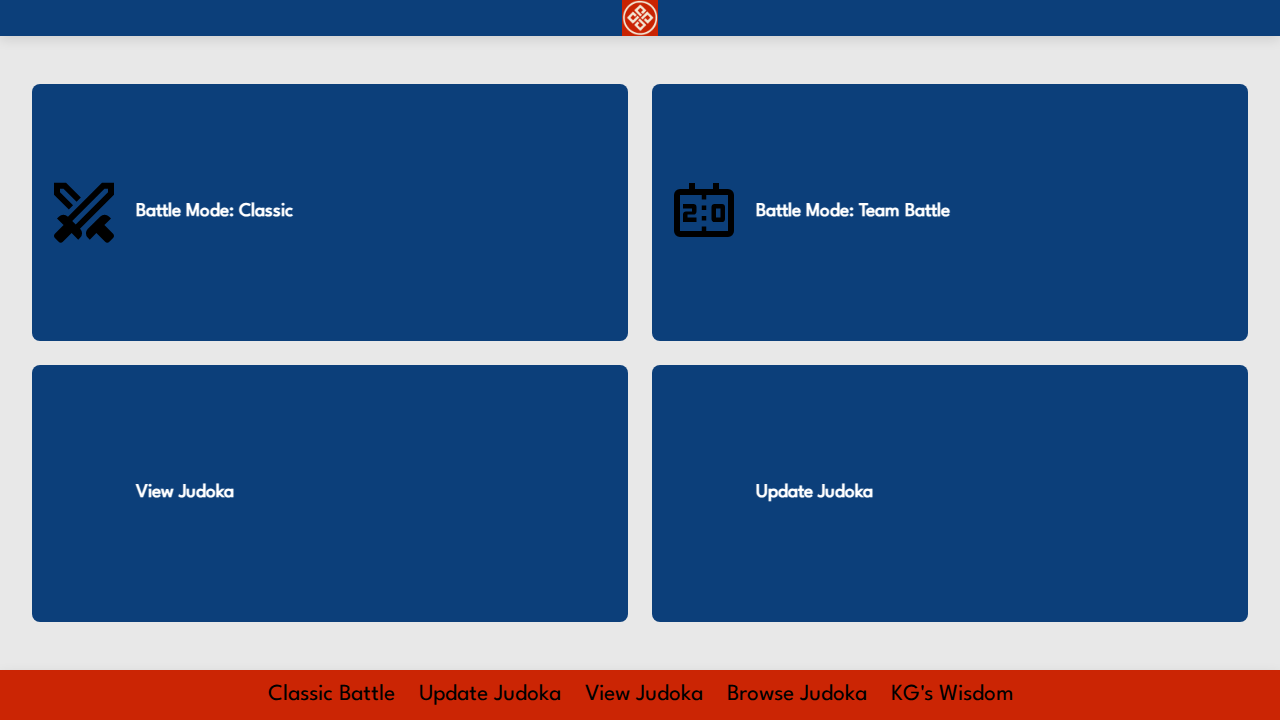 Battle Mode: Classic
2:0
Battle Mode: Team Battle
View Judoka
Update Judoka
Classic Battle Update Judoka View Judoka Browse Judoka KG's Wisdom